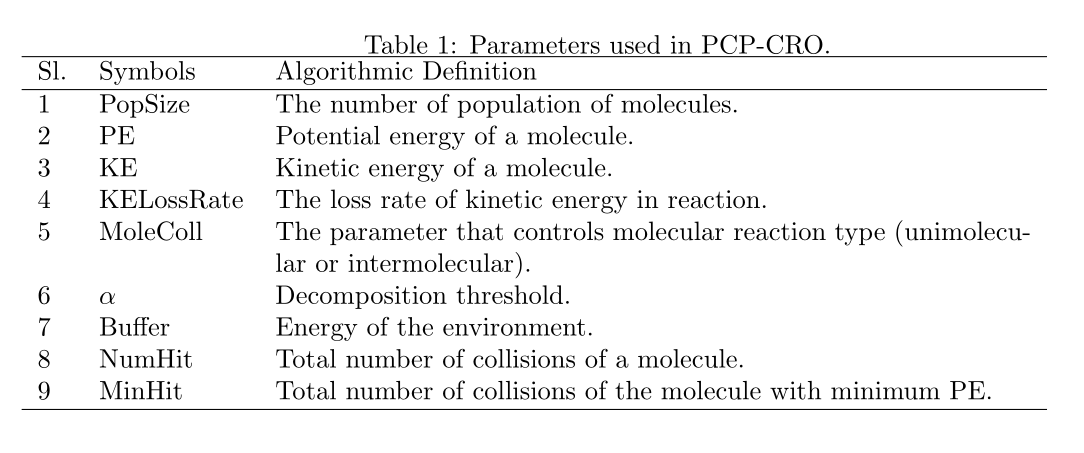 Table 1: Parameters used in PCP-CRO.
Sl. Symbols Algorithmic Definition
1 PopSize The number of population of molecules.
2 PE Potential energy of a molecule.
3 KE Kinetic energy of a molecule.
4 KELossRate The loss rate of kinetic energy in reaction.
5 MoleColl The parameter that controls molecular reaction type (unimolecu-
lar or intermolecular).
6 α Decomposition threshold.
7 Buffer Energy of the environment.
8 NumHit Total number of collisions of a molecule.
9 MinHit Total number of collisions of the molecule with minimum PE.